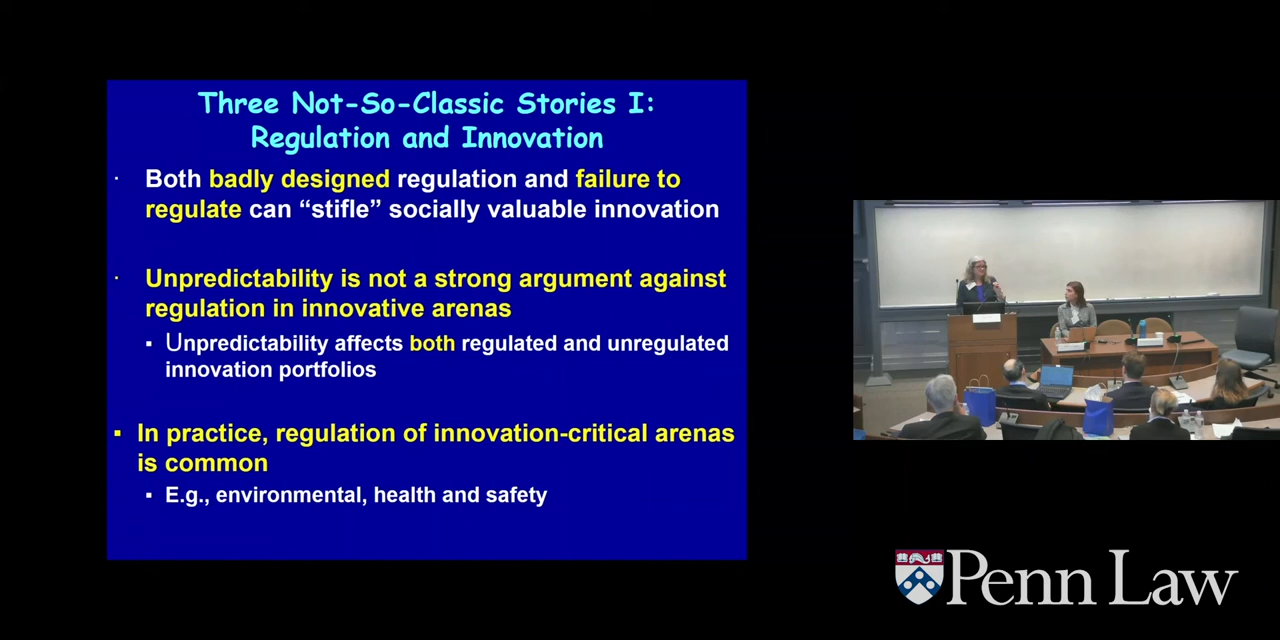 Three Not-So-Classic Stories I:
Regulation and Innovation
· Both badly designed regulation and failure to
regulate can “stifle” socially valuable innovation
· Unpredictability is not a strong argument against
regulation in innovative arenas
▪ Unpredictability affects both regulated and unregulated
innovation portfolios
▪ In practice, regulation of innovation-critical arenas
is common
▪ E.g., environmental, health and safety
Penn Law